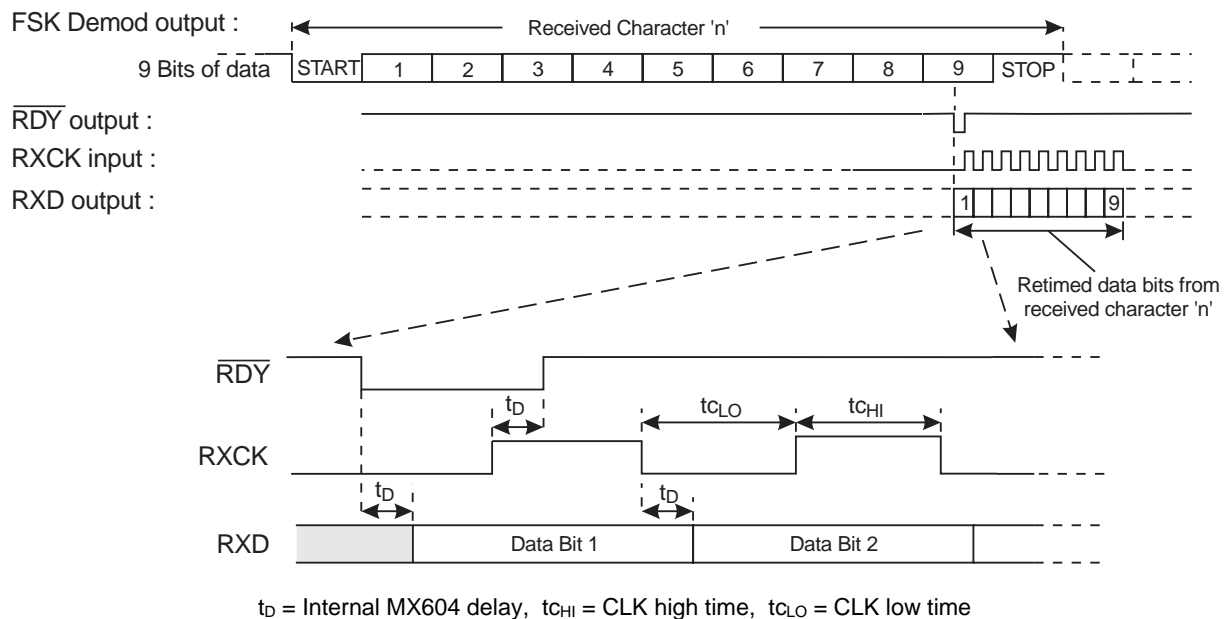 FSK Demod output :
Received Character 'n'
9 Bits of data
START 1 2 3 4 5 6 7 8 9 STOP
RDY output :
RXCK input :
RXD output :
1 9
Retimed data bits from
received character 'n'
RDY
tD tcLO tcHI
RXCK
tD tD
RXD Data Bit 1 Data Bit 2
tD = Internal MX604 delay, tcHI = CLK high time, tcLO = CLK low time